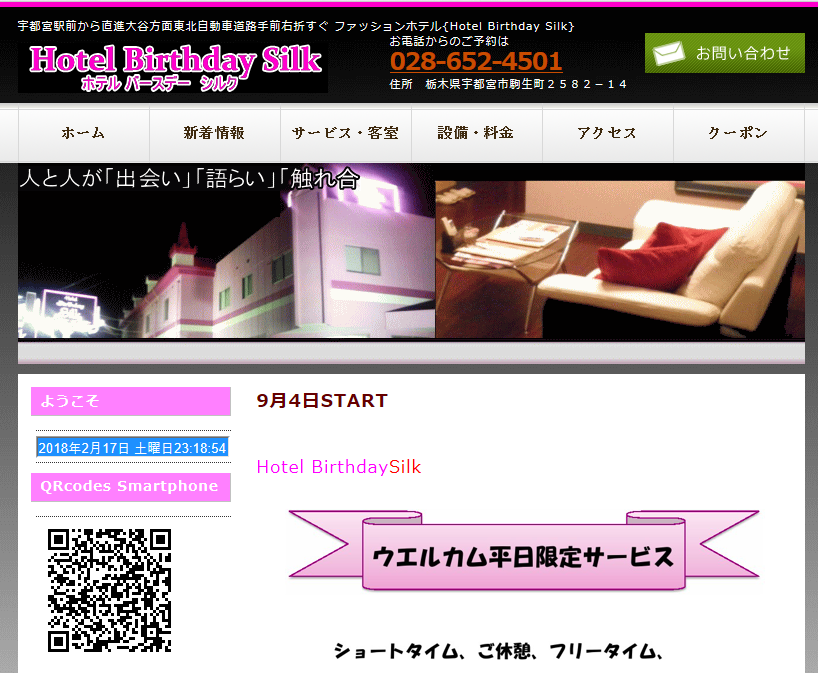 宇都宮駅前から直進大谷方面東北自動車道路手前右折すぐ ファッションホテル{Hotel Birthday Silk}
Hotel Birthday Silk
ホテル バースデー シルク
お電話からのご予約は
028-652-4501
住所 栃木県宇都宮市駒生町２５８２－１４
お問い合わせ
ホーム
新着情報
サービス・客室
設備・料金
アクセス
クーポン
人と人が「出会い」「語らい」「触れ合
ようこそ
2018年2月17日 土曜日23:18:54
QRcodes Smartphone
9月4日START
Hotel BirthdaySilk
ウエルカム平日限定サービス
ショートタイム、ご休憩、フリータイム、